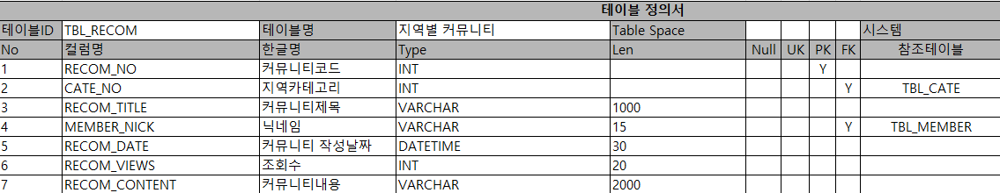 테이블 정의서
테이블ID TBL_RECOM 테이블명 지역별 커뮤니티 Table Space 시스템
No 컬럼명 한글명 Type Len Null UK PK FK 참조테이블
1 RECOM_NO 커뮤니티코드 INT Y
2 CATE_NO 지역카테고리 INT Y TBL_CATE
3 RECOM_TITLE 커뮤니티제목 VARCHAR 1000
4 MEMBER_NICK 닉네임 VARCHAR 15 Y TBL_MEMBER
5 RECOM_DATE 커뮤니티 작성날짜 DATETIME 30
6 RECOM_VIEWS 조회수 INT 20
7 RECOM_CONTENT 커뮤니티내용 VARCHAR 2000